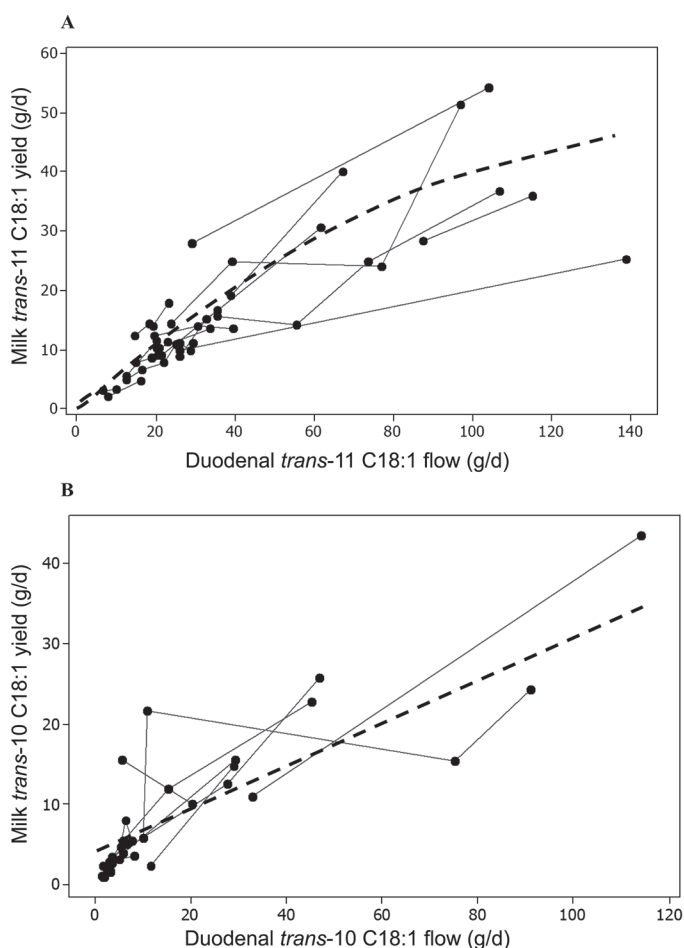 A
60
50
40
30
20
10
0
Milk trans-11 C18:1 yield (g/d)
0 20 40 60 80 100 120 140
Duodenal trans-11 C18:1 flow (g/d)
B
40
30
20
10
0
Milk trans-10 C18:1 yield (g/d)
0 20 40 60 80 100 120
Duodenal trans-10 C18:1 flow (g/d)